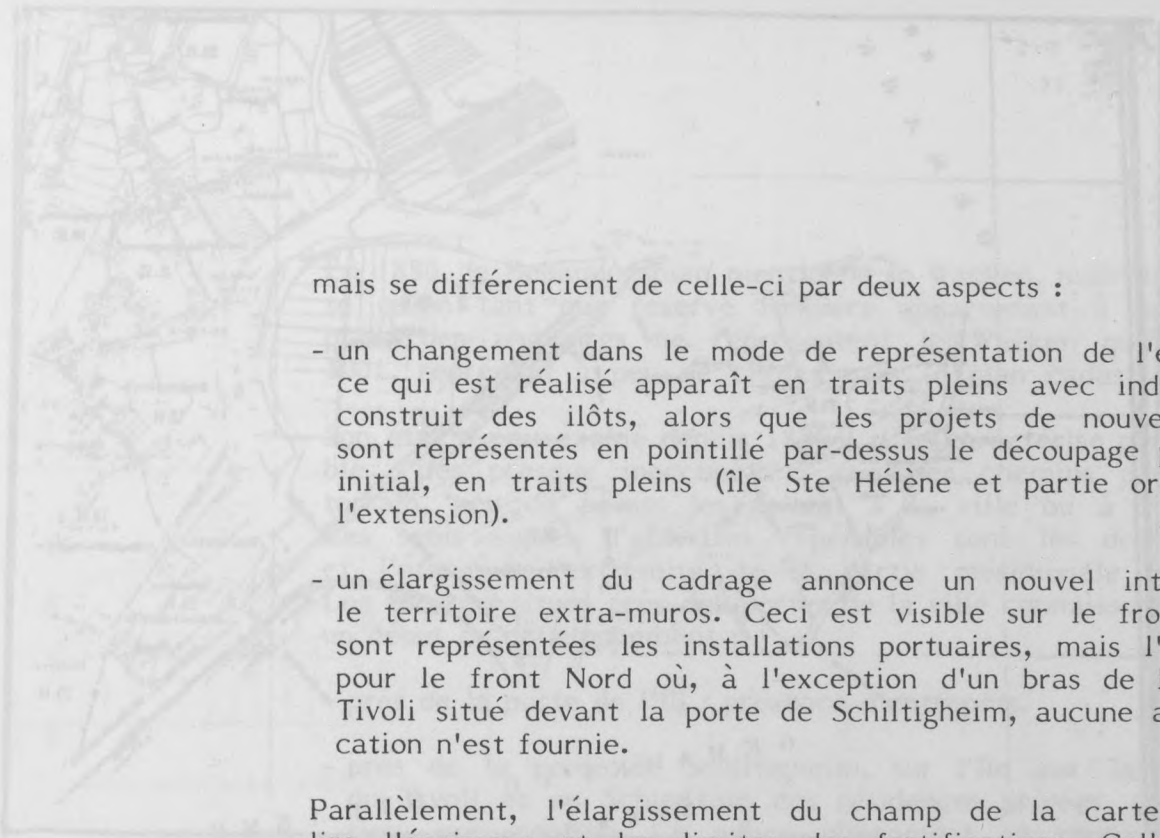 mais se différencient de celle-ci par deux aspects :
- un changement dans le mode de représentation de l'e
ce qui est réalisé apparaît en traits pleins avec ind
construit des ilôts, alors que les projets de nouve
sont représentés en pointillé par-dessus le découpage
initial, en traits pleins (île Ste Hélène et partie or
l'extension).
- un élargissement du cadrage annonce un nouvel int
le territoire extra-muros. Ceci est visible sur le fro
sont représentées les installations portuaires, mais l'
pour le front Nord où, à l'exception d'un bras de
Tivoli situé devant la porte de Schiltigheim, aucune a
cation n'est fournie.
Parallèlement, l'élargissement du champ de la carte